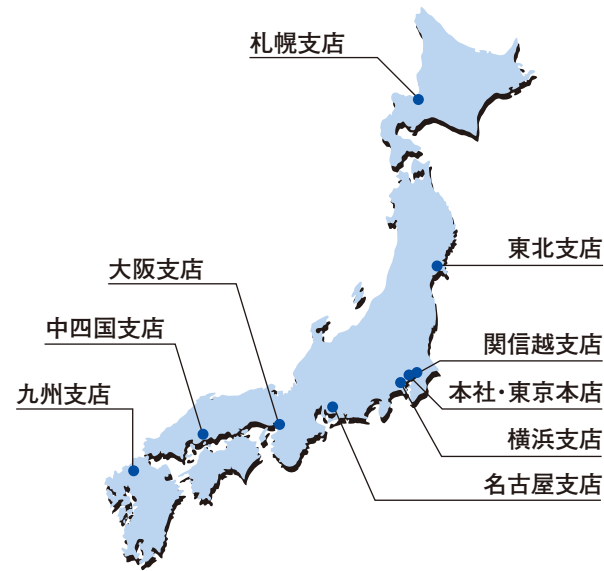 札幌支店
東北支店
大阪支店
中四国支店
関信越支店
九州支店
本社・東京本店
横浜支店
名古屋支店